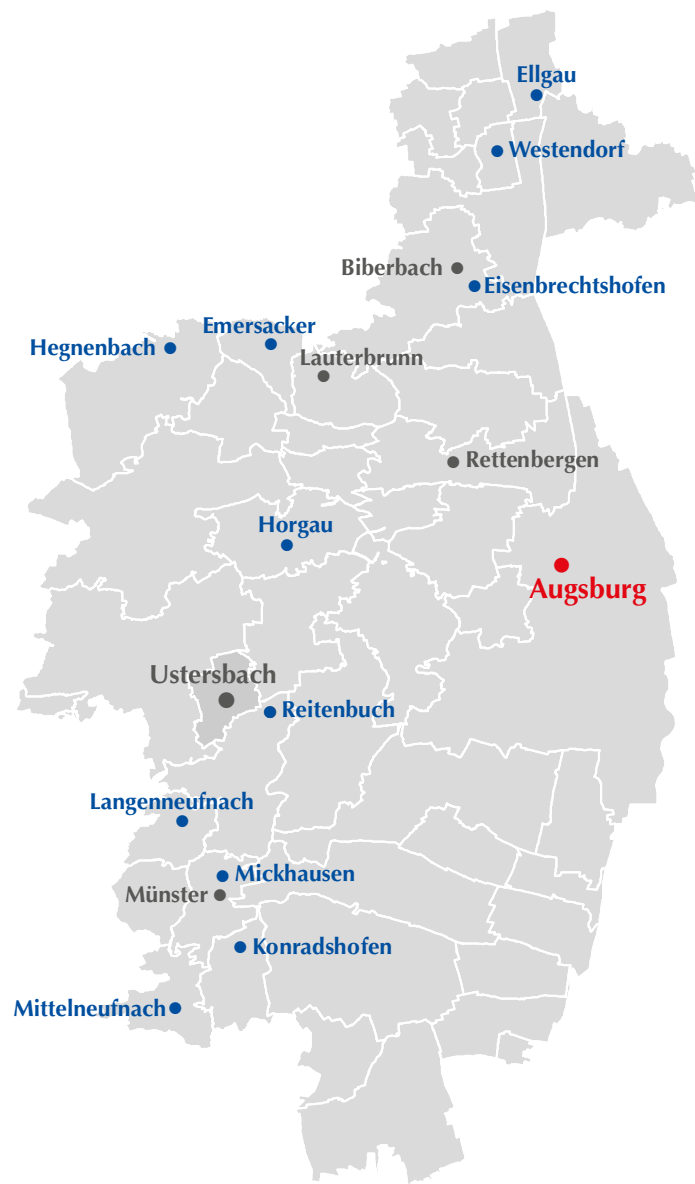 Ellgau
Westendorf
Biberbach
Eisenbrechtshofen
Emersacker
Hegnenbach
Lauterbrunn
Rettenbergen
Horgau
Augsburg
Ustersbach
Reitenbuch
Langenneufnach
Mickhausen
Münster
Konradshofen
Mittelneufnach